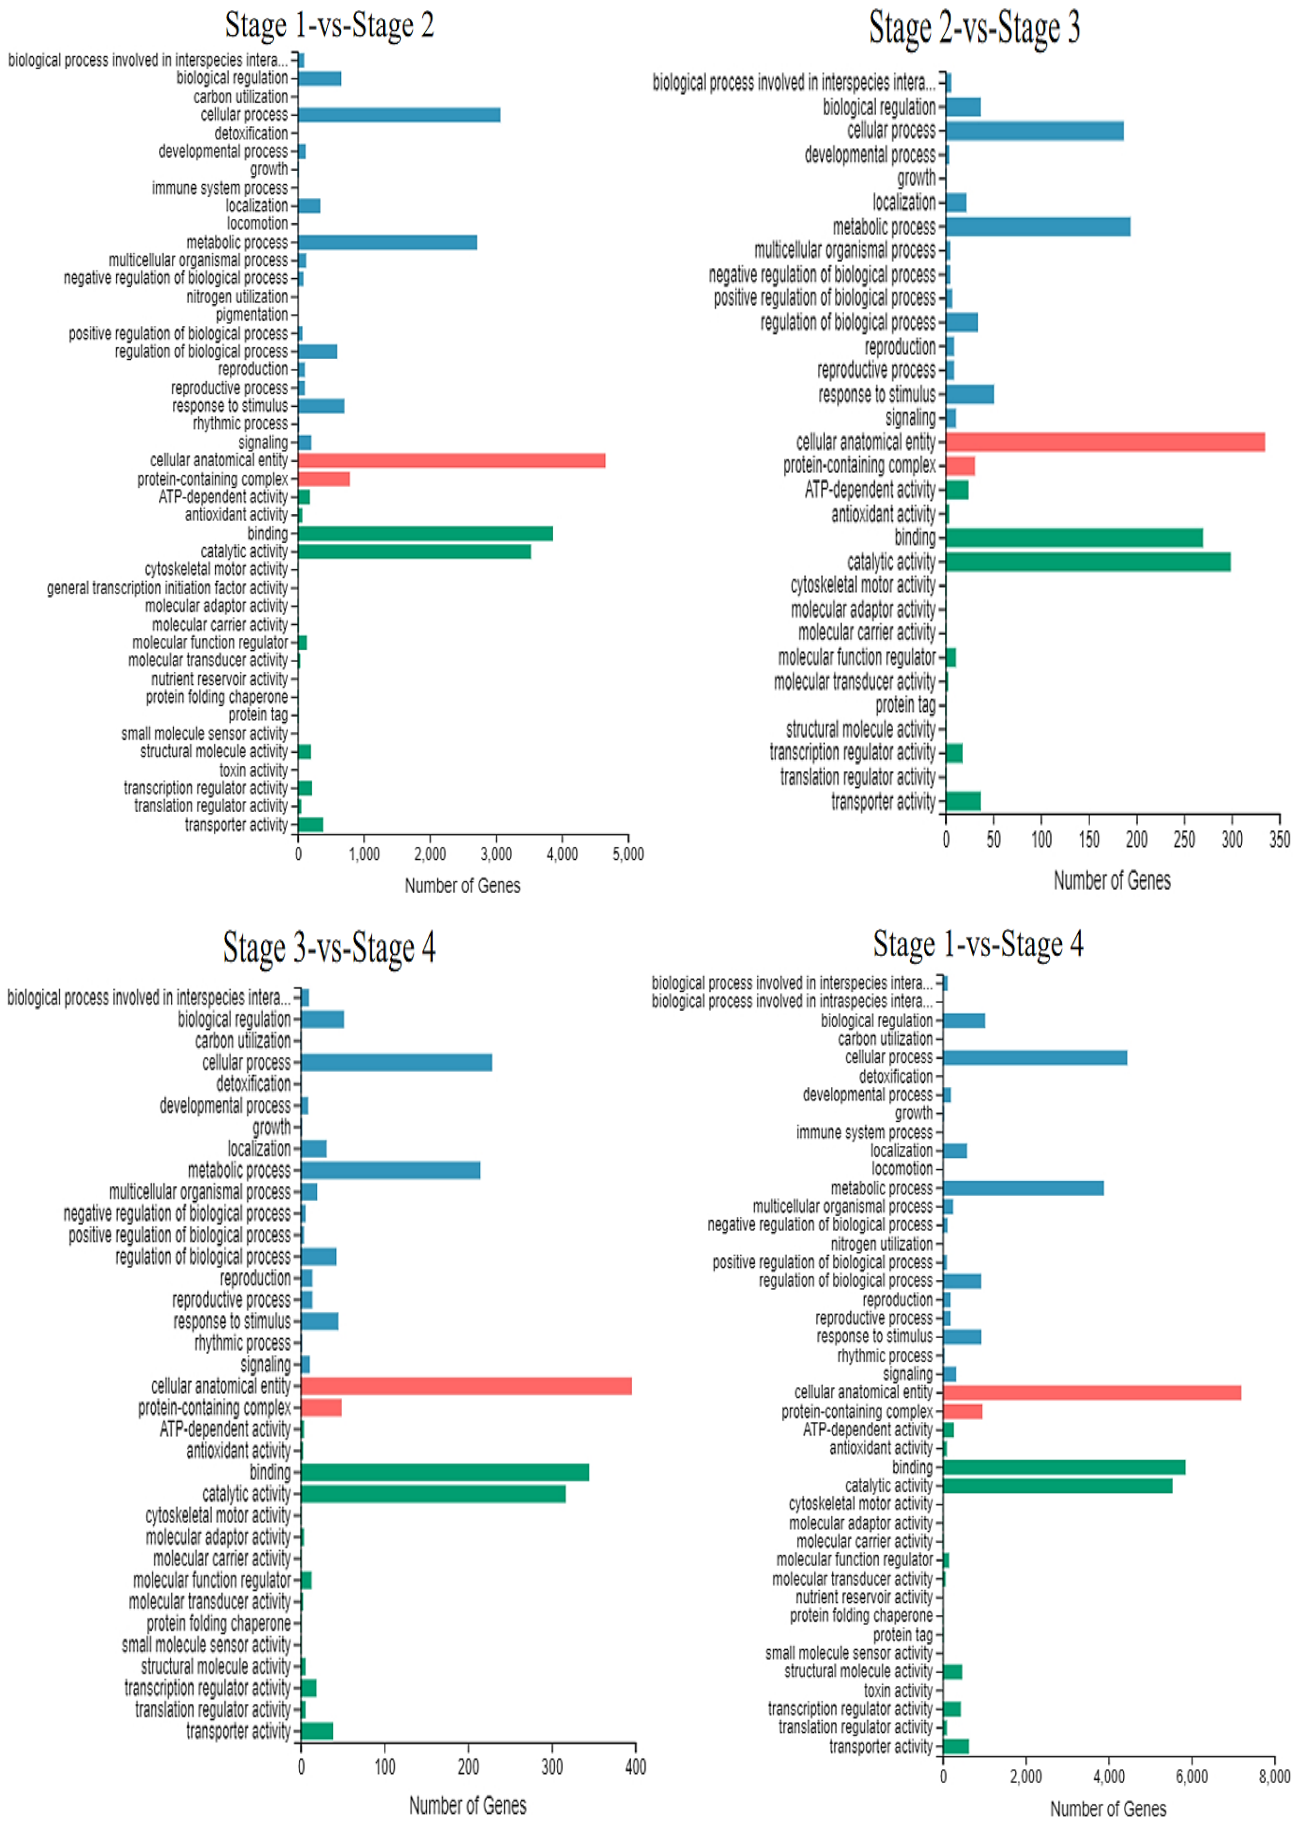 Stage 1-vs-Stage 2
biological process involved in interspecies intera...
biological regulation
carbon utilization
cellular process
detoxification
developmental process
growth
immune system process
localization
locomotion
metabolic process
multicellular organismal process
negative regulation of biological process
nitrogen utilization
pigmentation
positive regulation of biological process
regulation of biological process
reproduction
reproductive process
response to stimulus
rhythmic process
signaling
cellular anatomical entity
protein-containing complex
ATP-dependent activity
antioxidant activity
binding
catalytic activity
cytoskeletal motor activity
general transcription initiation factor activity
molecular adaptor activity
molecular carrier activity
molecular function regulator
molecular transducer activity
nutrient reservoir activity
protein folding chaperone
protein tag
small molecule sensor activity
structural molecule activity
toxin activity
transcription regulator activity
translation regulator activity
transporter activity
0 1,000 2,000 3,000 4,000 5,000
Number of Genes
Stage 2-vs-Stage 3
biological process involved in interspecies intera...
biological regulation
cellular process
developmental process
growth
localization
metabolic process
multicellular organismal process
negative regulation of biological process
positive regulation of biological process
regulation of biological process
reproduction
reproductive process
response to stimulus
signaling
cellular anatomical entity
protein-containing complex
ATP-dependent activity
antioxidant activity
binding
catalytic activity
cytoskeletal motor activity
molecular adaptor activity
molecular carrier activity
molecular function regulator
molecular transducer activity
protein tag
structural molecule activity
transcription regulator activity
translation regulator activity
transporter activity
0 50 100 150 200 250 300 350
Number of Genes
Stage 3-vs-Stage 4
biological process involved in interspecies intera...
biological regulation
carbon utilization
cellular process
detoxification
developmental process
growth
localization
metabolic process
multicellular organismal process
negative regulation of biological process
positive regulation of biological process
regulation of biological process
reproduction
reproductive process
response to stimulus
rhythmic process
signaling
cellular anatomical entity
protein-containing complex
ATP-dependent activity
antioxidant activity
binding
catalytic activity
cytoskeletal motor activity
molecular adaptor activity
molecular carrier activity
molecular function regulator
molecular transducer activity
protein folding chaperone
small molecule sensor activity
structural molecule activity
transcription regulator activity
translation regulator activity
transporter activity
0 100 200 300 400
Number of Genes
Stage 1-vs-Stage 4
biological process involved in interspecies intera...
biological process involved in intraspecies intera...
biological regulation
carbon utilization
cellular process
detoxification
developmental process
growth
immune system process
localization
locomotion
metabolic process
multicellular organismal process
negative regulation of biological process
nitrogen utilization
positive regulation of biological process
regulation of biological process
reproduction
reproductive process
response to stimulus
rhythmic process
signaling
cellular anatomical entity
protein-containing complex
ATP-dependent activity
antioxidant activity
binding
catalytic activity
cytoskeletal motor activity
molecular adaptor activity
molecular carrier activity
molecular function regulator
molecular transducer activity
nutrient reservoir activity
protein folding chaperone
protein tag
small molecule sensor activity
structural molecule activity
toxin activity
transcription regulator activity
translation regulator activity
transporter activity
0 2,000 4,000 6,000 8,000
Number of Genes